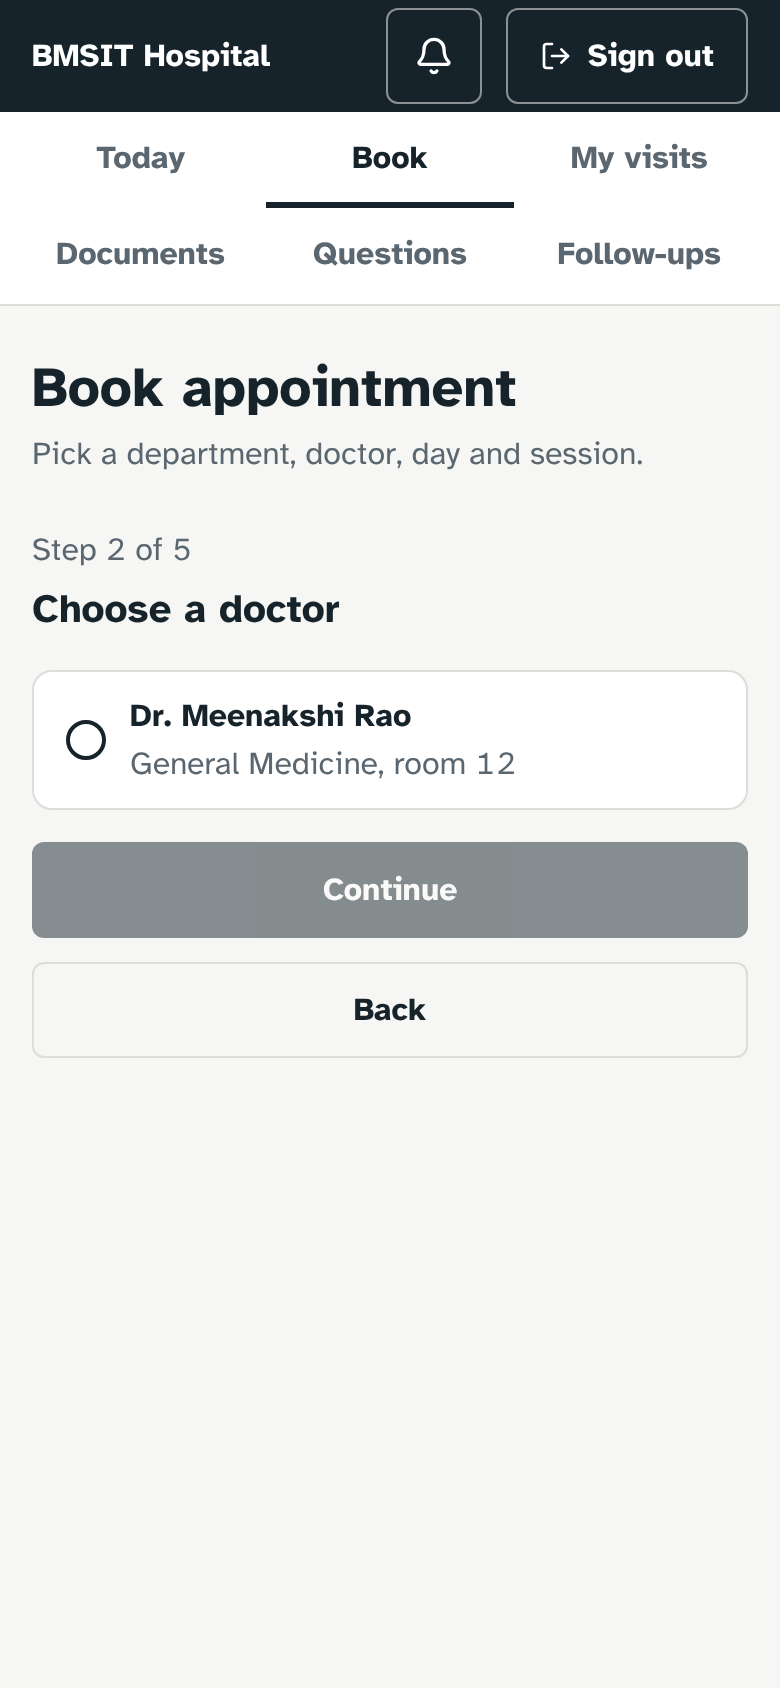 BMSIT Hospital
Sign out
Today
Book
My visits
Documents
Questions
Follow-ups
Book appointment
Pick a department, doctor, day and session.
Step 2 of 5
Choose a doctor
Dr. Meenakshi Rao
General Medicine, room 12
Continue
Back